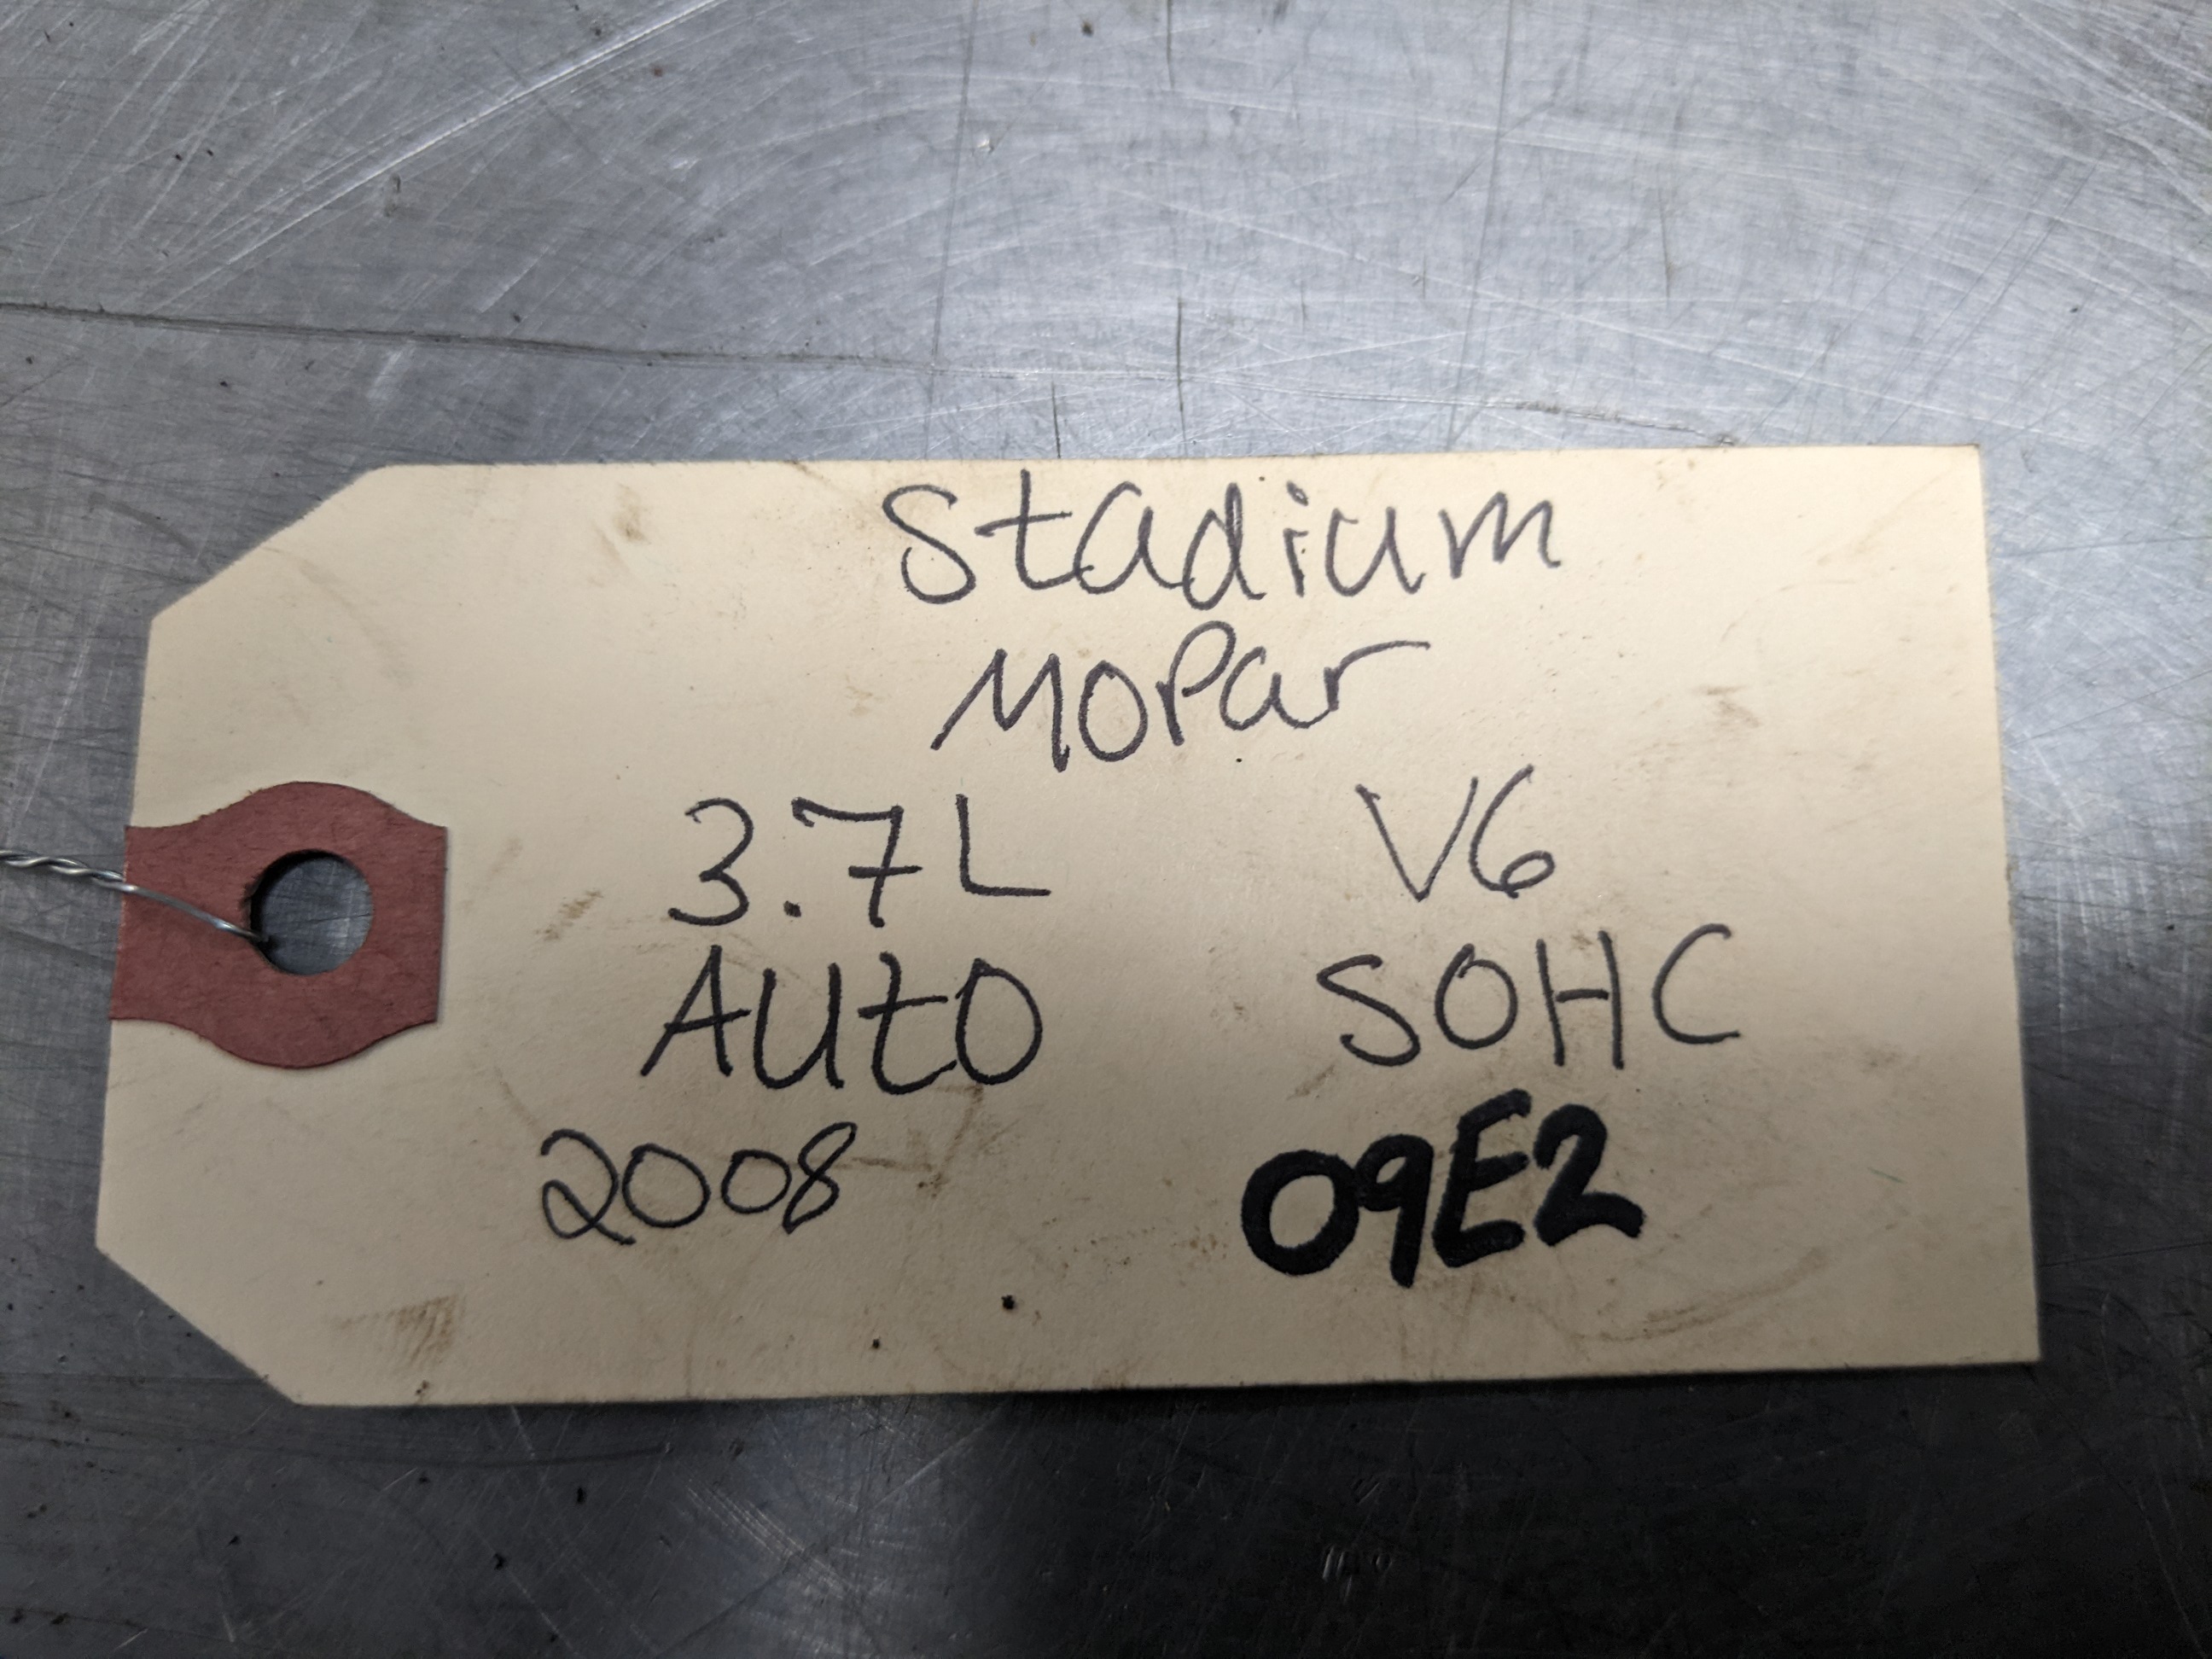 Stadium
MOPar
3.7L V6
AUtO SOHC
2008 09E2